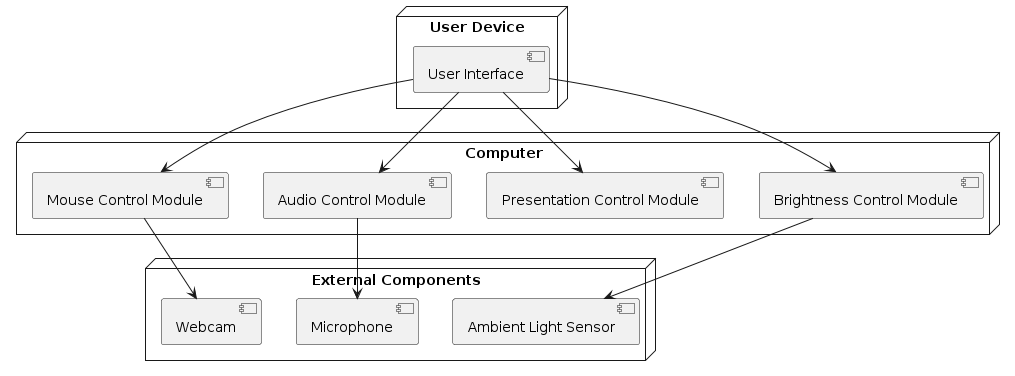 User Device
User Interface
Computer
Mouse Control Module
Audio Control Module
Presentation Control Module
Brightness Control Module
External Components
Webcam
Microphone
Ambient Light Sensor